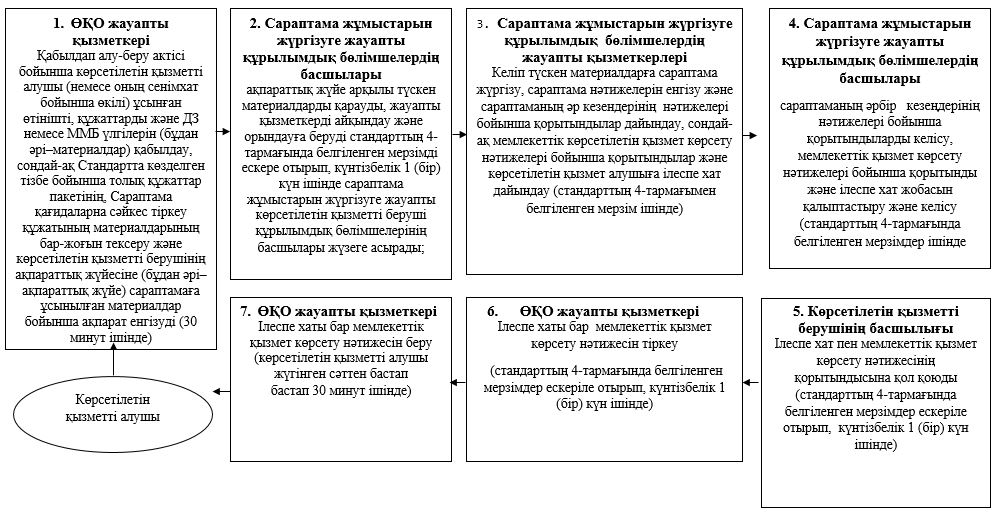 1. ӨҚО жауапты
қызметкері
Қабылдап алу-беру актісі
бойынша көрсетілетін қызметті
алушы (немесе оның сенімхат
бойынша өкілі) ұсынған
өтінішті, құжаттарды және ДЗ
немесе ММБ үлгілерін (бұдан
әрі–материалдар) қабылдау,
сондай-ақ Стандартта көзделген
тізбе бойынша толық құжаттар
пакетінің, Сараптама
қағидаларна сәйкес тіркеу
құжатының материалдарының
бар-жоғын тексеру және
көрсетілетін қызметті берушінің
ақпараттық жүйесіне (бұдан әрі–
ақпараттық жүйе) сараптамаға
ұсынылған материалдар
бойынша ақпарат енгізуді (30
минут ішінде)
2. Сараптама жұмыстарын
жүргізуге жауапты
құрылымдық бөлімшелердің
басшылары
ақпараттық жүйе арқылы түскен
материалдарды қарауды, жауапты
қызметкерді айқындау және
орындауға беруді стандарттың 4-
тармағында белгіленген мерзімді
ескере отырып, күнтізбелік 1 (бір)
күн ішінде сараптама
жұмыстарын жүргізуге жауапты
көрсетілетін қызметті беруші
құрылымдық бөлімшелерінің
басшылары жүзеге асырады;
3. Сараптама жұмыстарын жүргізуге
құрылымдық бөлімшелердің
жауапты қызметкерлері
Келіп түскен материалдарға сараптама
жүргізу, сараптама нәтижелерін енгізу және
сараптаманың әр кезендерінің нәтижелері
бойынша қорытындылар дайындау, сондай-
ақ мемлекеттік көрсетілетін қызмет көрсету
нәтижелері бойынша қорытындылар және
көрсетілетін қызмет алушыға ілеспе хат
дайындау (стандарттың 4-тармағымен
белгіленген мерзім ішінде)
4. Сараптама жұмыстарын
жүргізуге жауапты
құрылымдық бөлімшелердің
басшылары
сараптаманың әрбір кезеңдерінің
нәтижелері бойынша
қорытындыларды келісу,
мемлекеттік қызмет көрсету
нәтижелері бойынша қорытынды
және ілеспе хат жобасын
қалыптастыру және келісу
(стандарттың 4-тармағында
белгіленген мерзімдер ішінде
5. Көрсетілетін қызметті
берушінің басшылығы
Ілеспе хат пен мемлекеттік қызмет
көрсету нәтижесінің
қорытындысына қол қоюды
(стандарттың 4-тармағында
белгіленген мерзімдер ескеріле
отырып, күнтізбелік 1 (бір) күн
ішінде)
6. ӨҚО жауапты қызметкері
Ілеспе хаты бар мемлекеттік қызмет
көрсету нәтижесін тіркеу
(стандарттың 4-тармағында белгіленген
мерзімдер ескеріле отырып, күнтізбелік 1
(бір) күн ішінде)
7. ӨҚО жауапты қызметкері
Ілеспе хаты бар мемлекеттік
қызмет көрсету нәтижесін беру
(көрсетілетін қызметті алушы
жүгінген сәттен бастап
бастап 30 минут ішінде)
Көрсетілетін
қызметті алушы